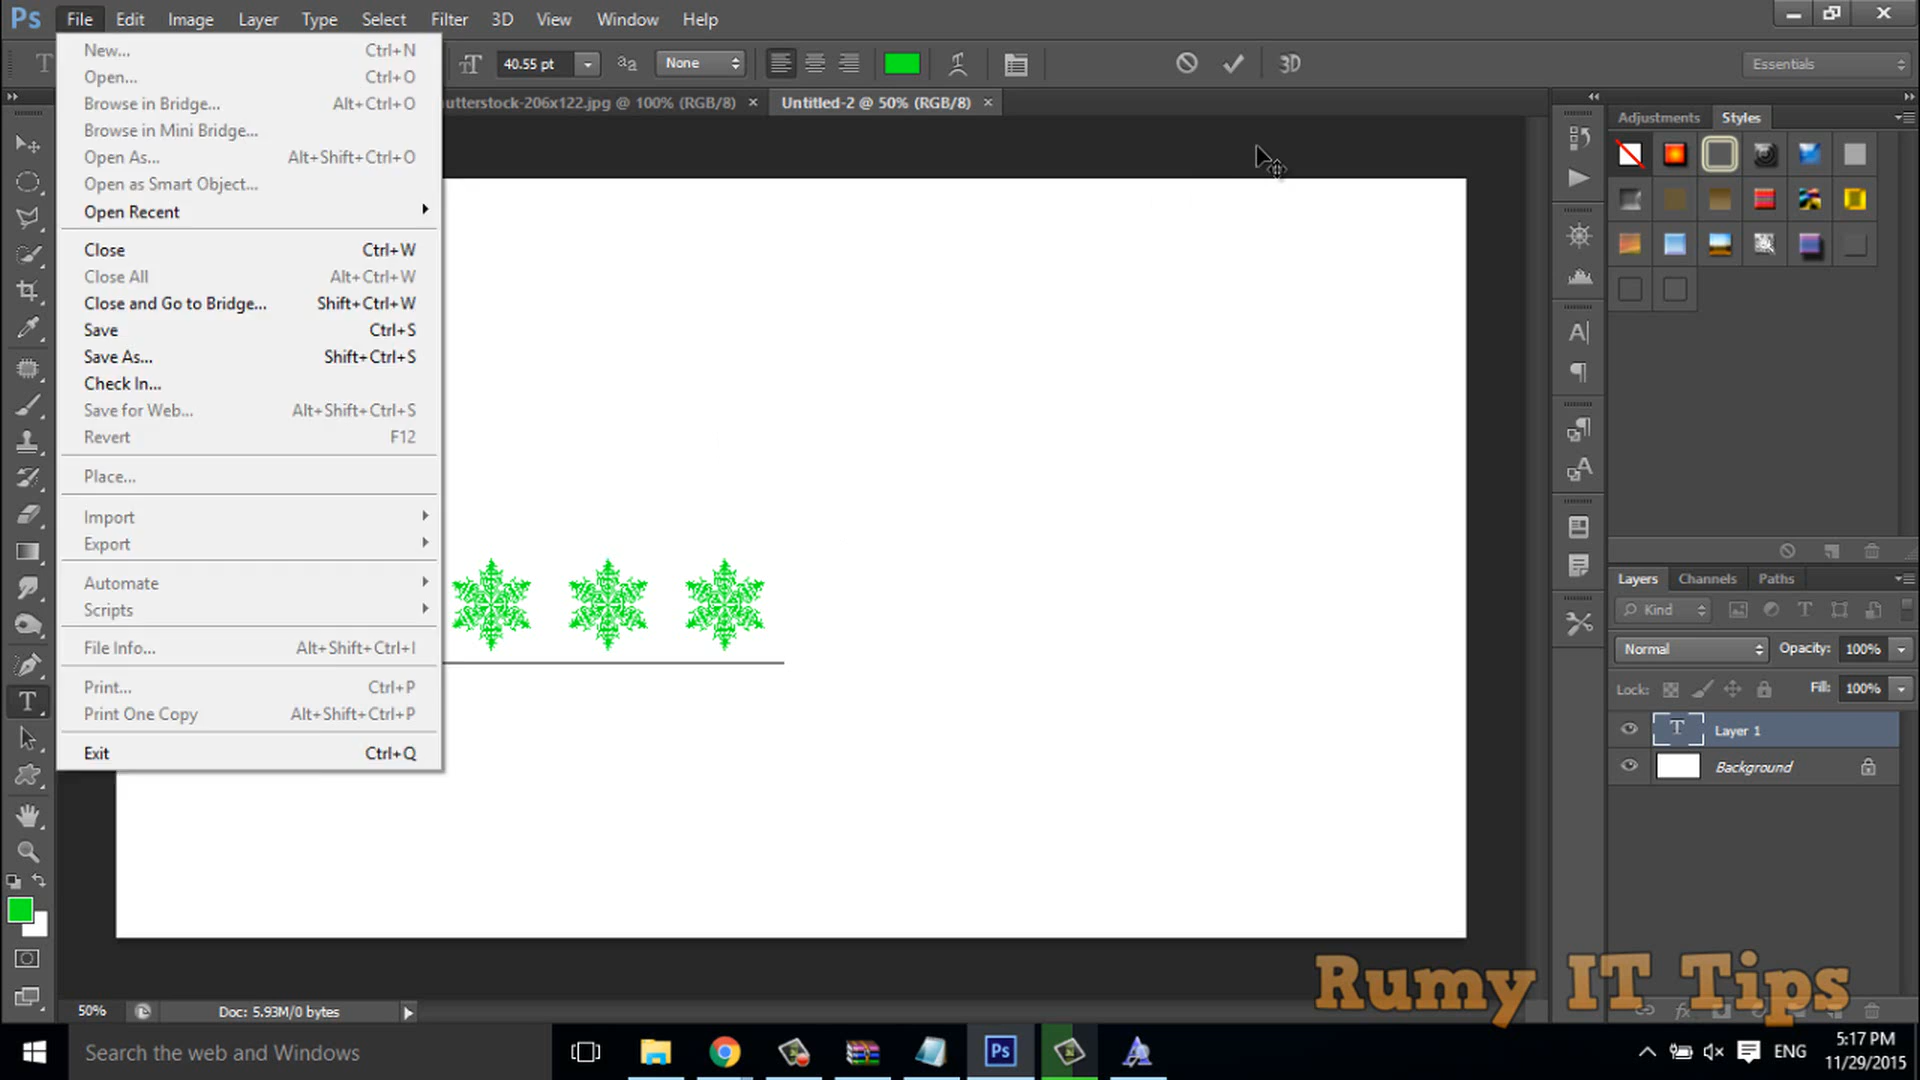 Ps File Edit Image Layer Type Select Filter 3D View Window Help
T 40.55 pt aa None 3D Essentials
utterstock-206x122.jpg @ 100% (RGB/8) × Untitled-2 @ 50% (RGB/8) ×
New... Ctrl+N
Open... Ctrl+O
Browse in Bridge... Alt+Ctrl+O
Browse in Mini Bridge...
Open As... Alt+Shift+Ctrl+O
Open as Smart Object...
Open Recent
Close Ctrl+W
Close All Alt+Ctrl+W
Close and Go to Bridge... Shift+Ctrl+W
Save Ctrl+S
Save As... Shift+Ctrl+S
Check In...
Save for Web... Alt+Shift+Ctrl+S
Revert F12
Place...
Import
Export
Automate
Scripts
File Info... Alt+Shift+Ctrl+I
Print... Ctrl+P
Print One Copy Alt+Shift+Ctrl+P
Exit Ctrl+Q
Adjustments Styles
Layers Channels Paths
Kind
Normal Opacity: 100%
Lock: Fill: 100%
T Layer 1
Background
50% Doc: 5.93M/0 bytes
Rumy IT Tips
Search the web and Windows
Ps
ENG
5:17 PM
11/29/2015